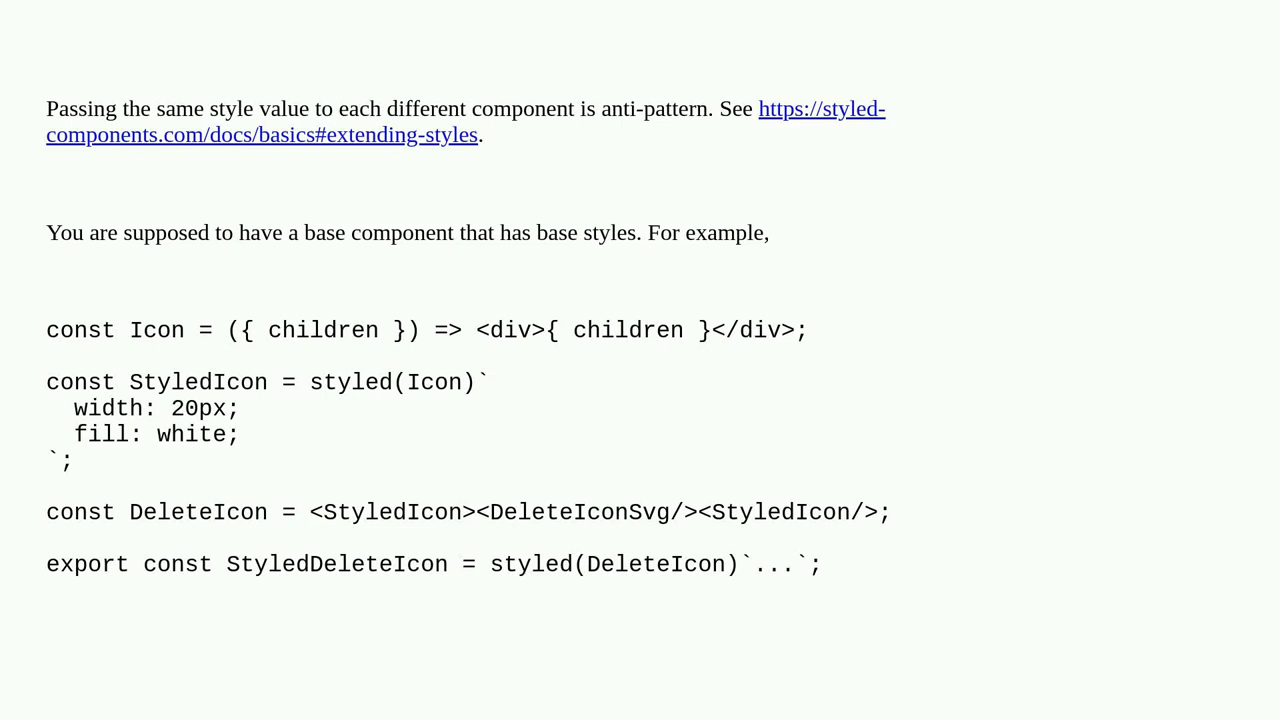 Passing the same style value to each different component is anti-pattern. See https://styled-
components.com/docs/basics#extending-styles.
You are supposed to have a base component that has base styles. For example,
const Icon = ({ children }) => <div>{ children }</div>;
const StyledIcon = styled(Icon)`
  width: 20px;
  fill: white;
`;
const DeleteIcon = <StyledIcon><DeleteIconSvg/><StyledIcon/>;
export const StyledDeleteIcon = styled(DeleteIcon)`...`;